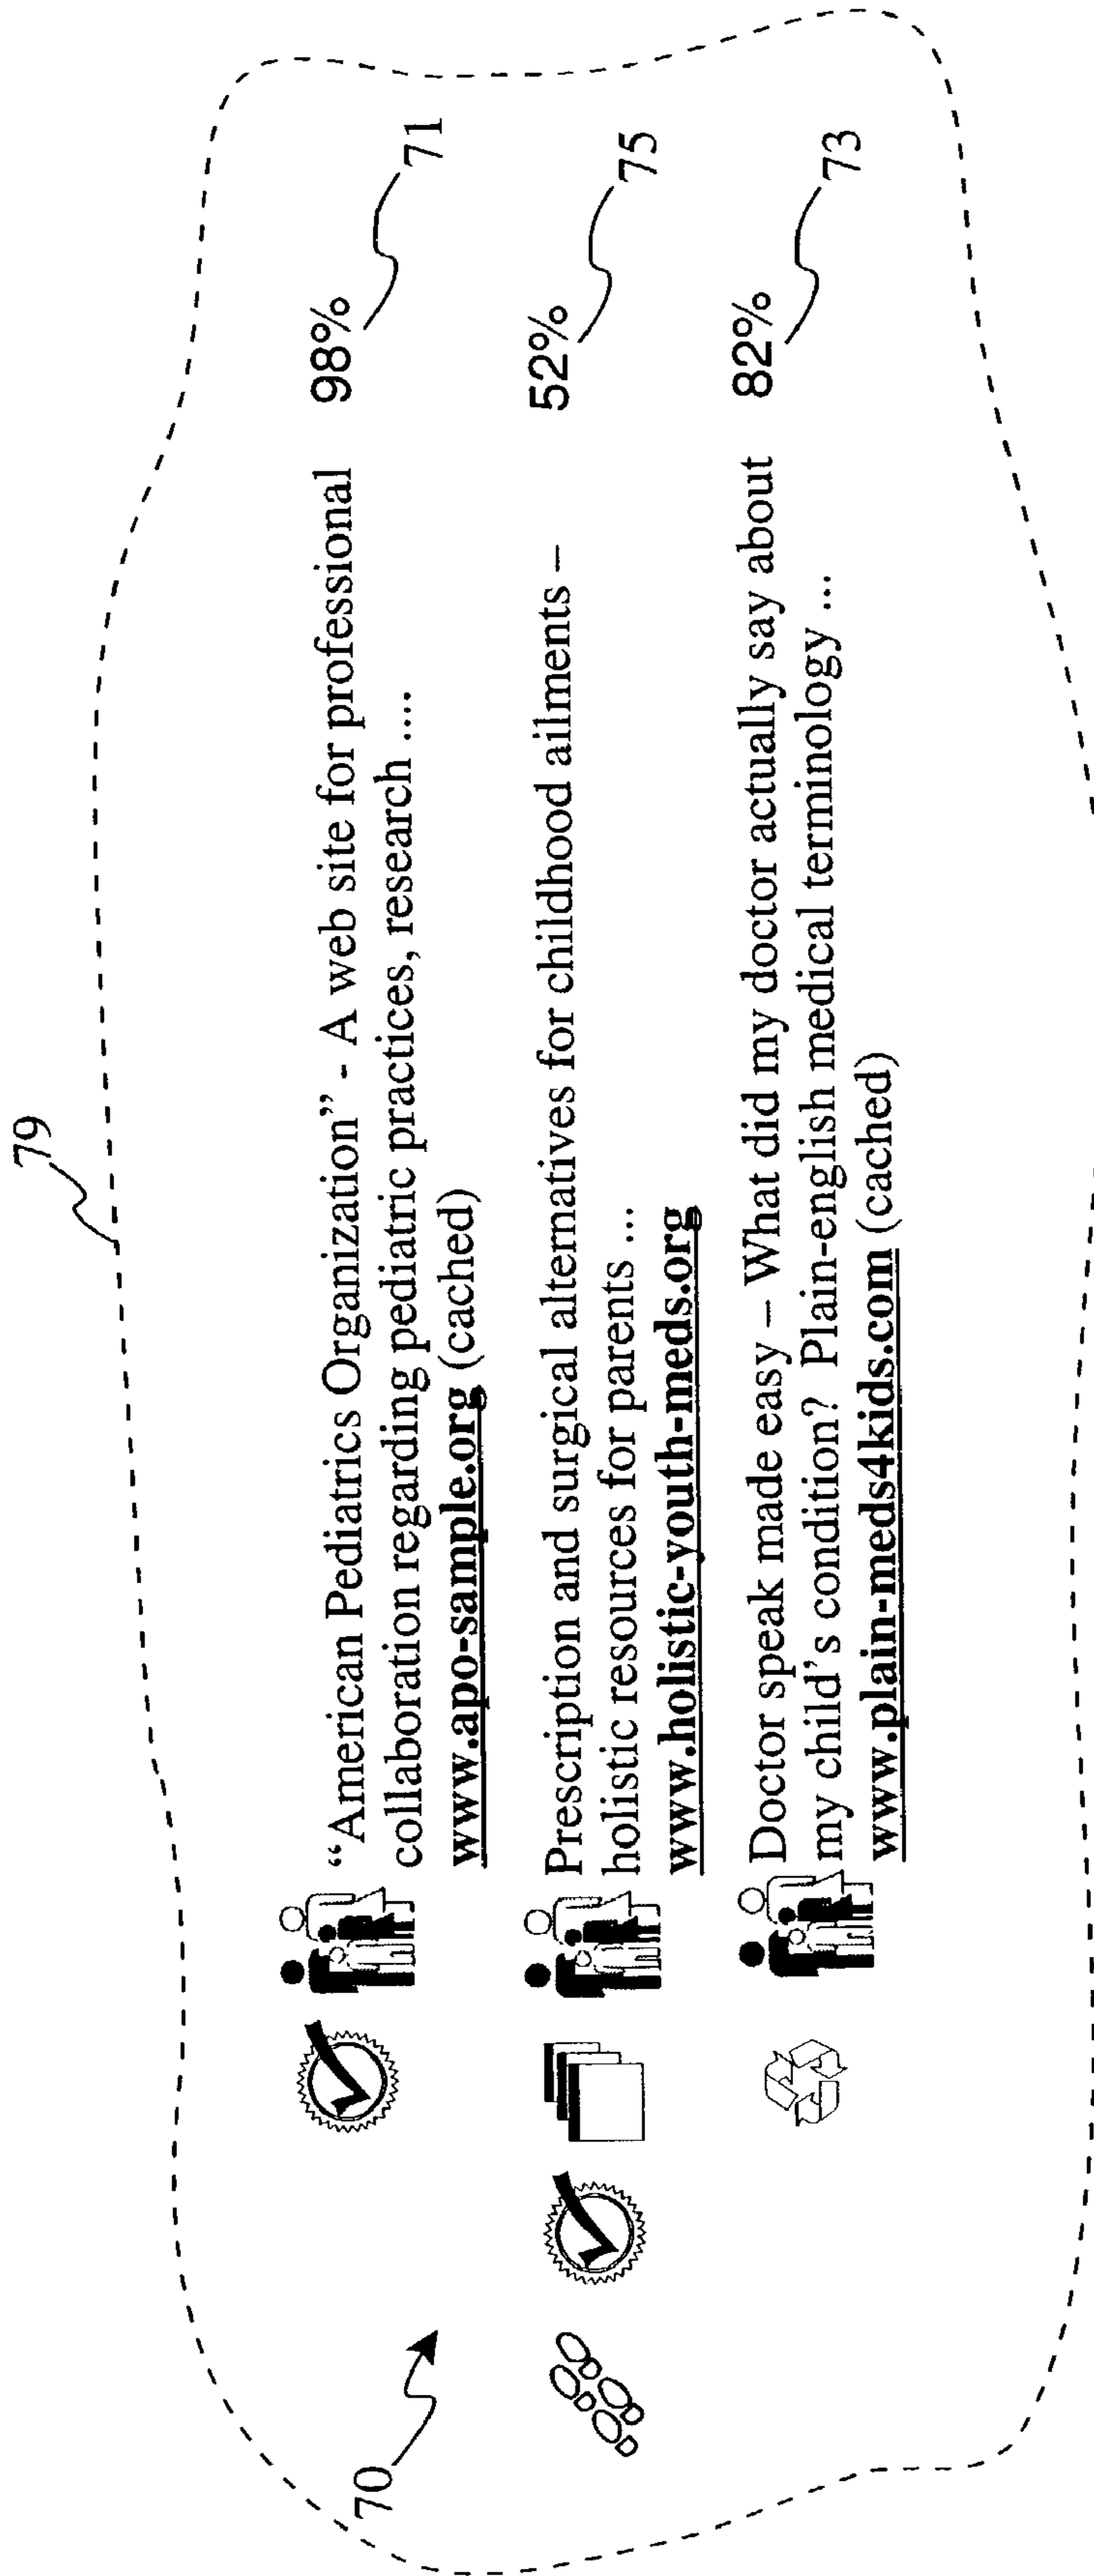 79
70
“American Pediatrics Organization” - A web site for professional 98%
collaboration regarding pediatric practices, research ....
www.apo-sample.org (cached)
71
Prescription and surgical alternatives for childhood ailments – 52%
holistic resources for parents ...
www.holistic-youth-meds.org
75
Doctor speak made easy – What did my doctor actually say about 82%
my child's condition? Plain-english medical terminology ...
www.plain-meds4kids.com (cached)
73